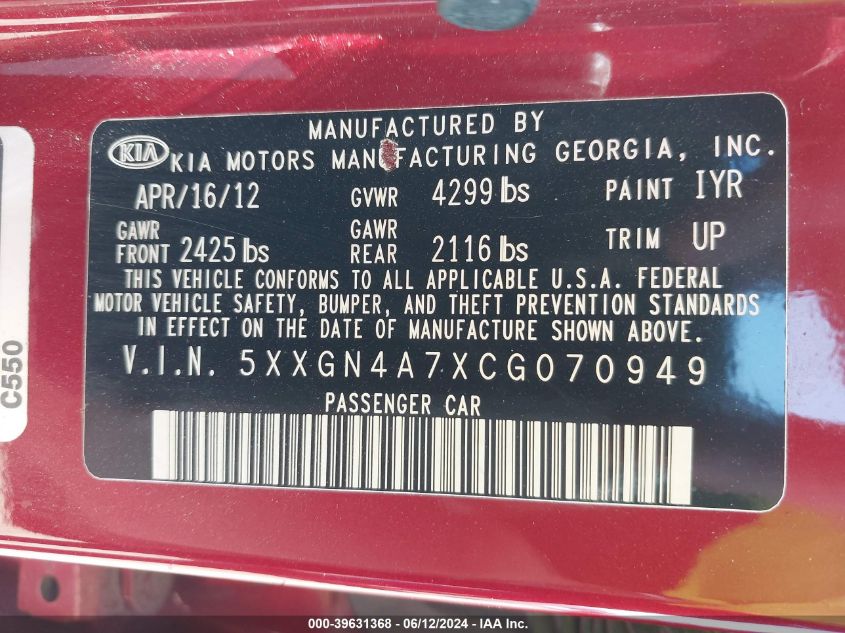 MANUFACTURED BY
KIA KIA MOTORS MANUFACTURING GEORGIA, INC.
APR/16/12 GVWR 4299 lbs PAINT IYR
GAWR FRONT 2425 lbs GAWR REAR 2116 lbs TRIM UP
THIS VEHICLE CONFORMS TO ALL APPLICABLE U.S.A. FEDERAL
MOTOR VEHICLE SAFETY, BUMPER, AND THEFT PREVENTION STANDARDS
IN EFFECT ON THE DATE OF MANUFACTURE SHOWN ABOVE.
V.I.N. 5XXGN4A7XCG070949
PASSENGER CAR
C550
000-39631368 - 06/12/2024 - IAAI.COM